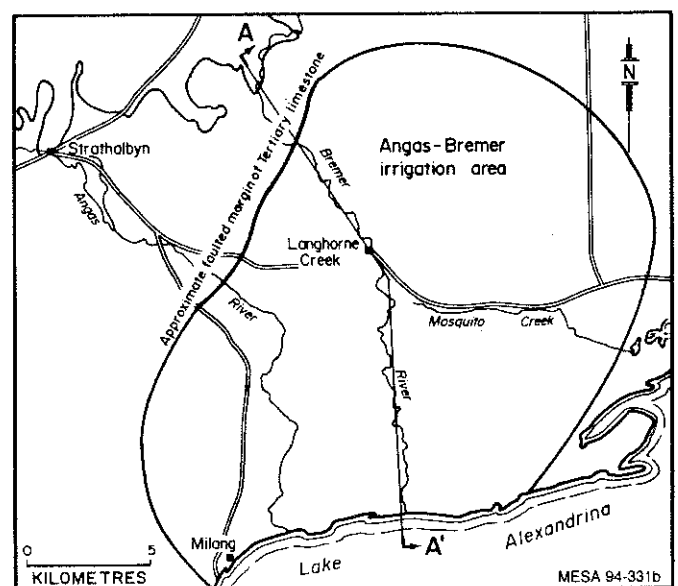 A
N
Approximate faulted margin of Tertiary limestone
Strathalbyn
Angas-Bremer
irrigation area
Bremer
Angas
Langhorne
Creek
River
Mosquito Creek
River
Milang
A'
Lake Alexandrina
0 5
KILOMETRES
MESA 94-331b